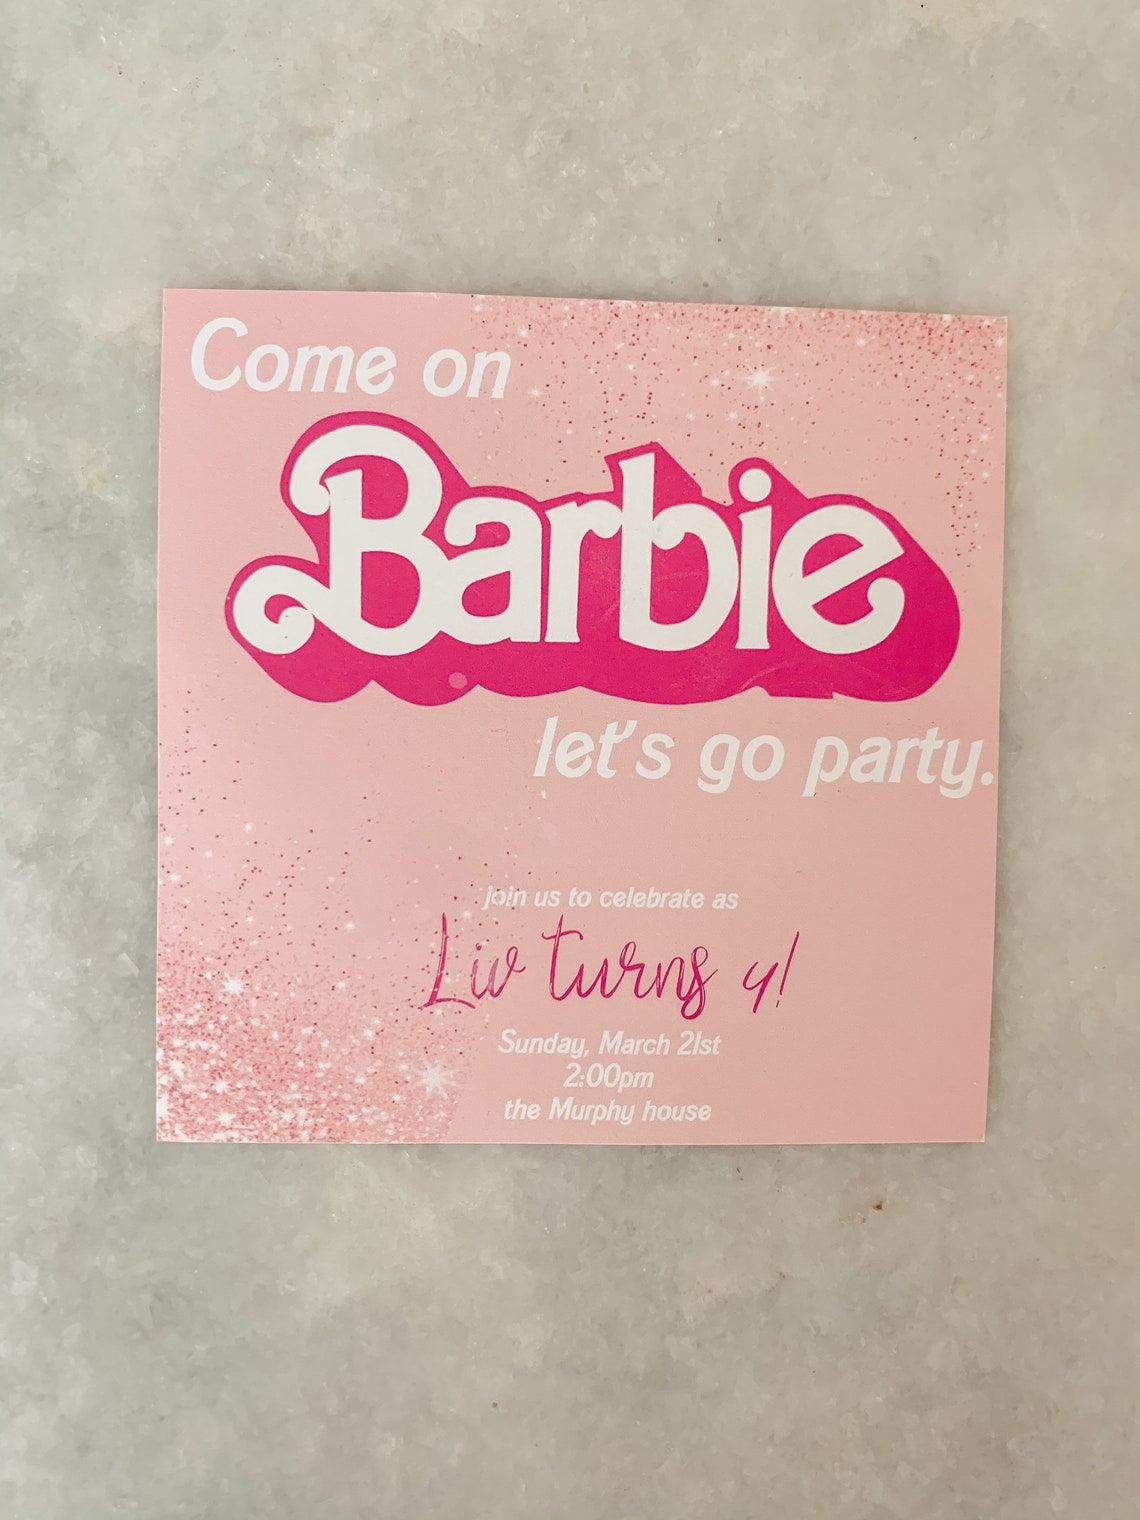 Come on
Barbie
let's go party.
join us to celebrate as
Liv turns 4!
Sunday, March 21st
2:00pm
the Murphy house